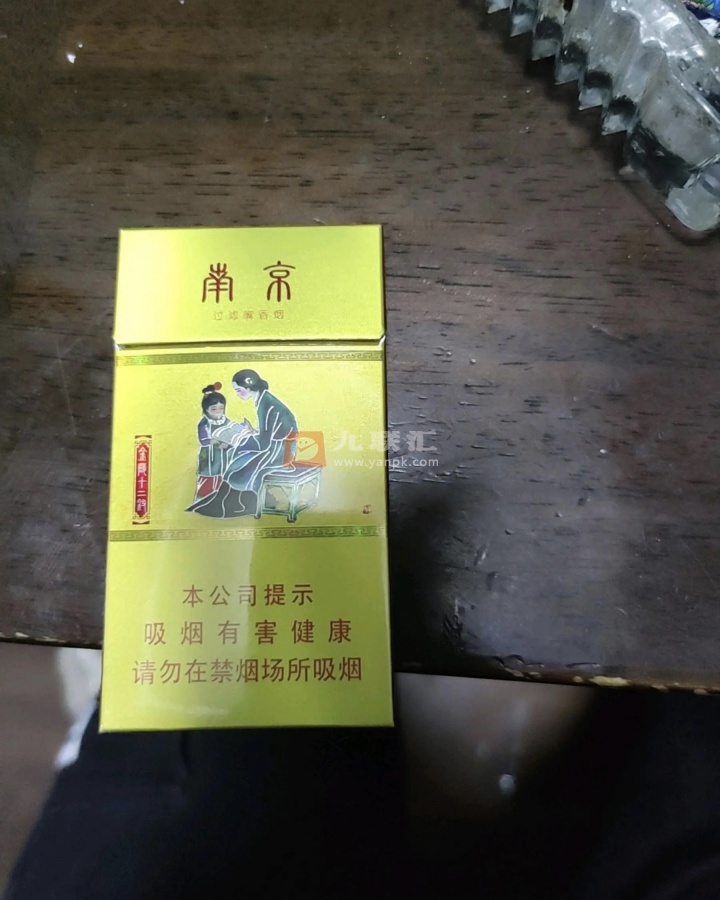 南京
过滤嘴香烟
金陵十二钗
九联汇
www.yanpk.com
本公司提示
吸烟有害健康
请勿在禁烟场所吸烟